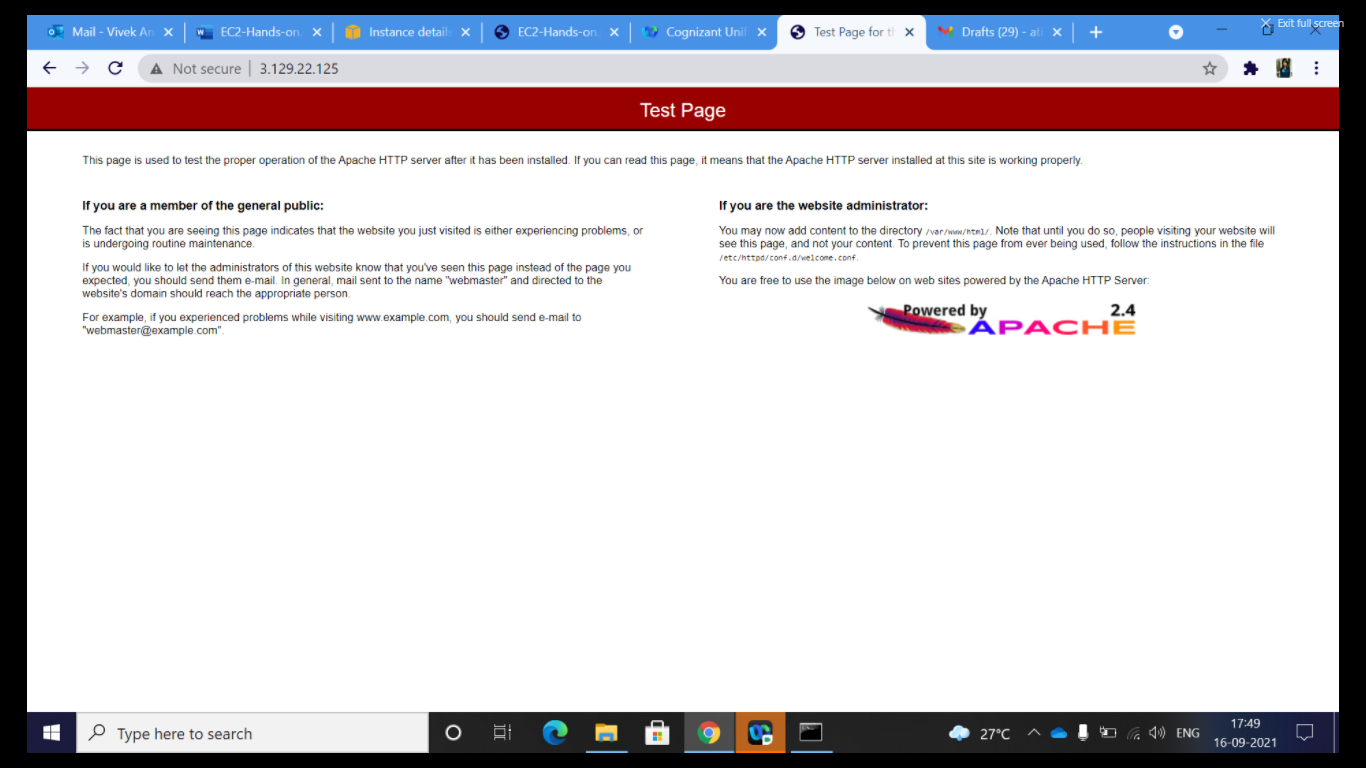 Exit full screen
Mail - Vivek An
EC2-Hands-on
Instance details
EC2-Hands-on
Cognizant Unif
Test Page for t
Drafts (29) - ati
Not secure | 3.129.22.125
Test Page
This page is used to test the proper operation of the Apache HTTP server after it has been installed. If you can read this page, it means that the Apache HTTP server installed at this site is working properly.
If you are a member of the general public:
The fact that you are seeing this page indicates that the website you just visited is either experiencing problems, or
is undergoing routine maintenance.
If you would like to let the administrators of this website know that you've seen this page instead of the page you
expected, you should send them e-mail. In general, mail sent to the name "webmaster" and directed to the
website's domain should reach the appropriate person.
For example, if you experienced problems while visiting www.example.com, you should send e-mail to
"webmaster@example.com".
If you are the website administrator:
You may now add content to the directory /var/www/html/. Note that until you do so, people visiting your website will
see this page, and not your content. To prevent this page from ever being used, follow the instructions in the file
/etc/httpd/conf.d/welcome.conf.
You are free to use the image below on web sites powered by the Apache HTTP Server:
Powered by 2.4
APACHE
Type here to search
27°C
ENG
17:49
16-09-2021